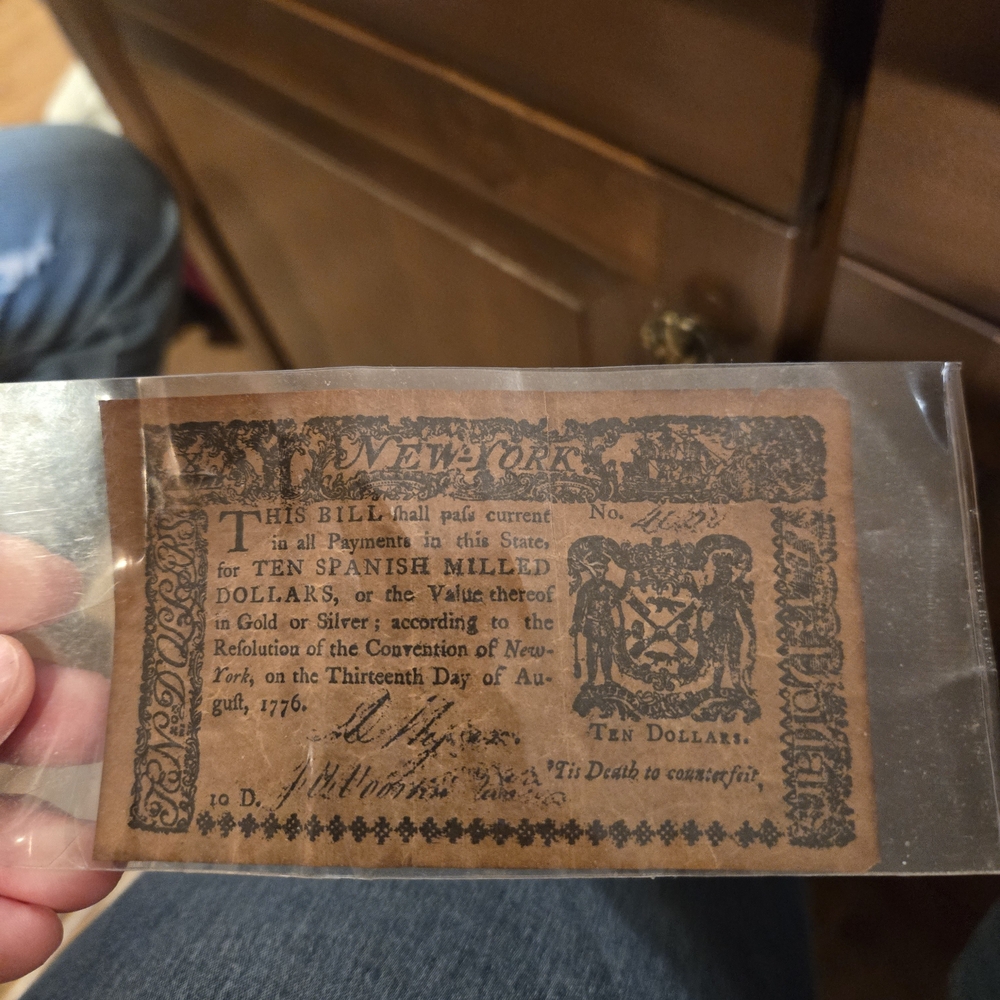 NEW-YORK
No.
THIS BILL ſhall paſs current
in all Payments in this State,
for TEN SPANISH MILLED
DOLLARS, or the Value thereof
in Gold or Silver; according to the
Reſolution of the Convention of New-
York, on the Thirteenth Day of Au-
guſt, 1776.
TEN DOLLARS.
'Tis Death to counterfeit,
10 D.
TEN DOLLARS